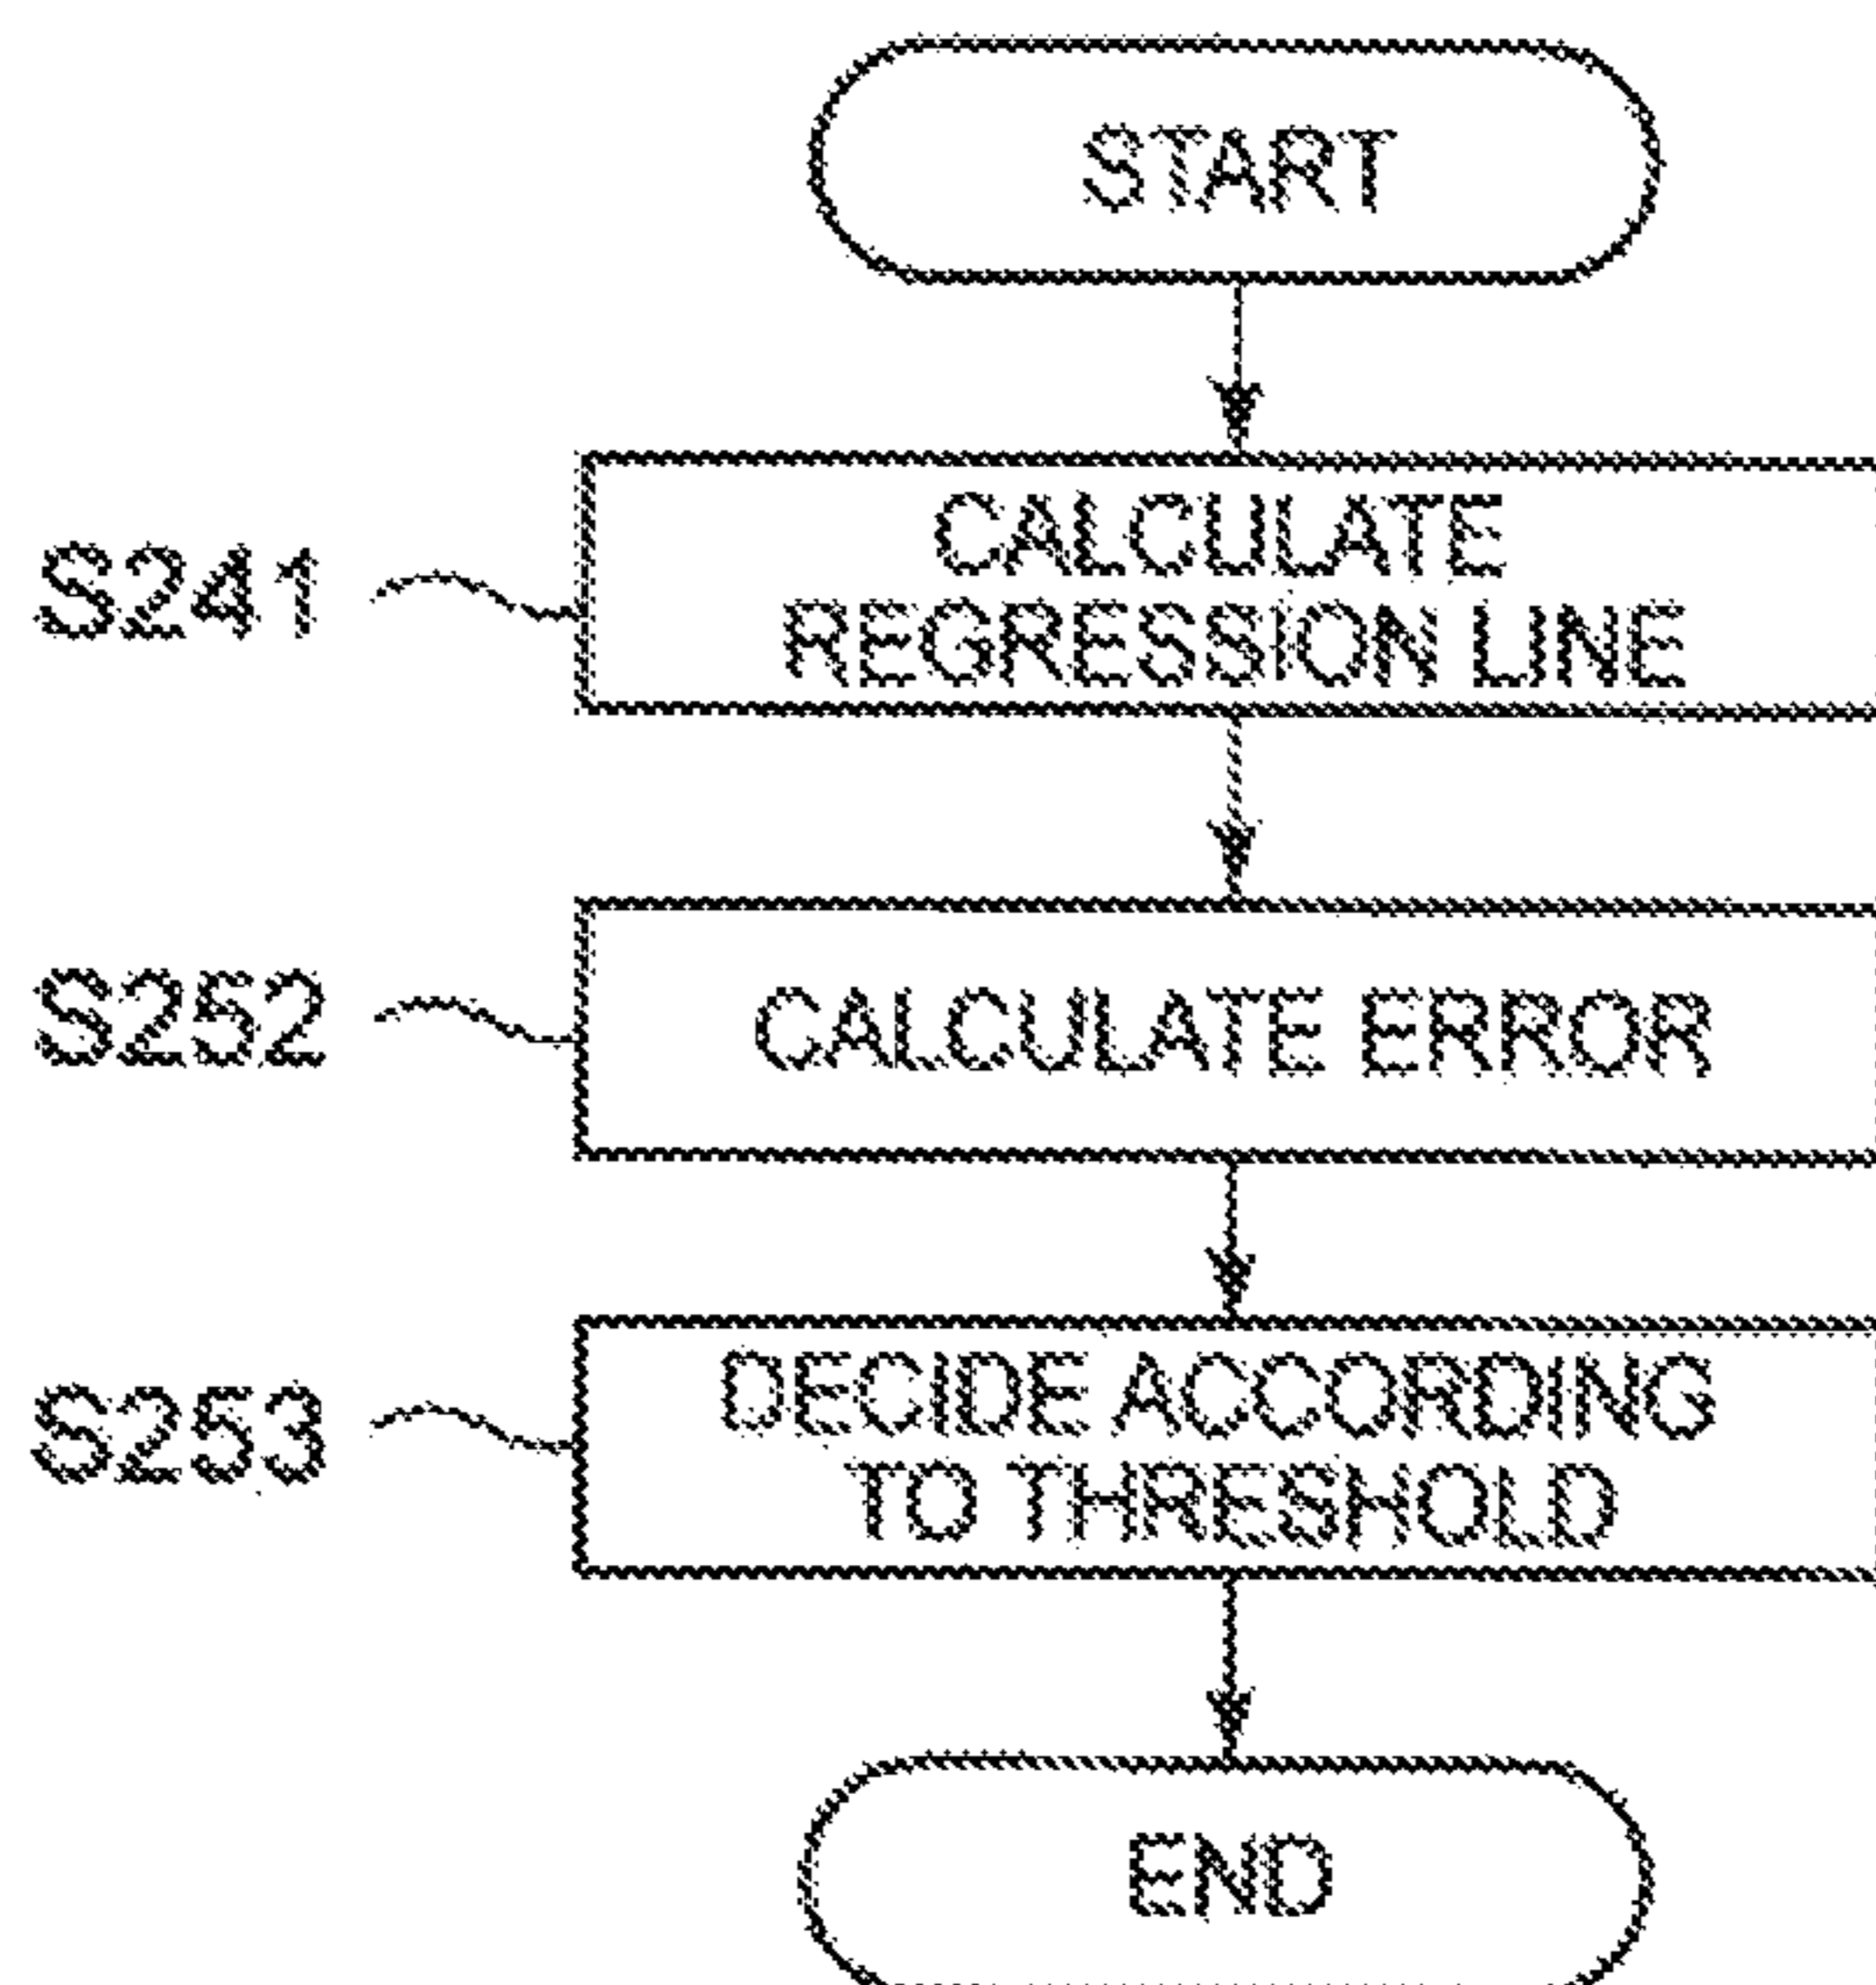 START
S241
CALCULATE
REGRESSION LINE
S252
CALCULATE ERROR
S253
DECIDE ACCORDING
TO THRESHOLD
END